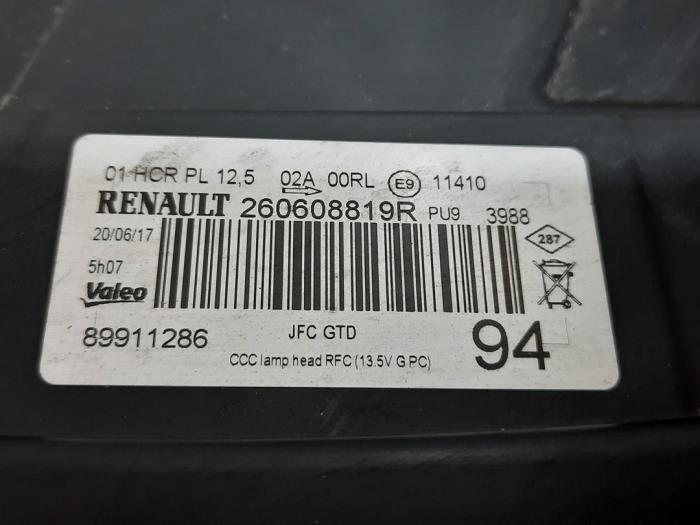 01 HCR PL 12,5 02A 00RL E9 11410
RENAULT 260608819R PU9 3988
20/06/17
287
5h07
Valeo
89911286 JFC GTD 94
CCC lamp head RFC (13.5V G PC)